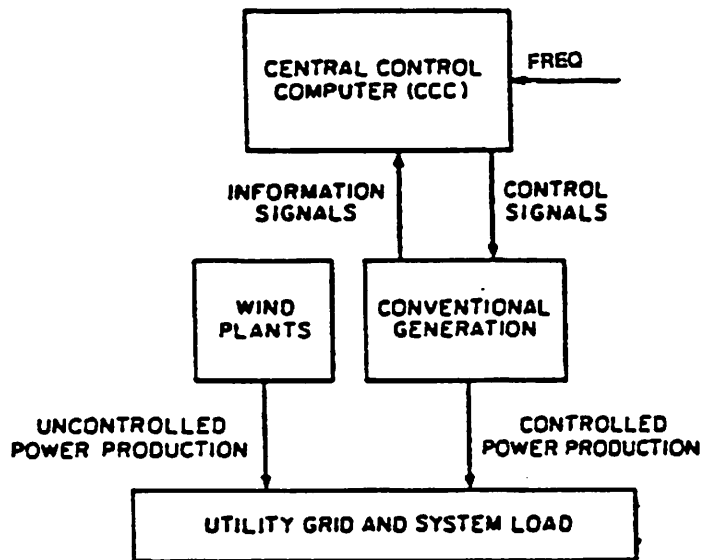 CENTRAL CONTROL
COMPUTER (CCC)
FREQ
INFORMATION
SIGNALS
CONTROL
SIGNALS
WIND
PLANTS
CONVENTIONAL
GENERATION
UNCONTROLLED
POWER PRODUCTION
CONTROLLED
POWER PRODUCTION
UTILITY GRID AND SYSTEM LOAD